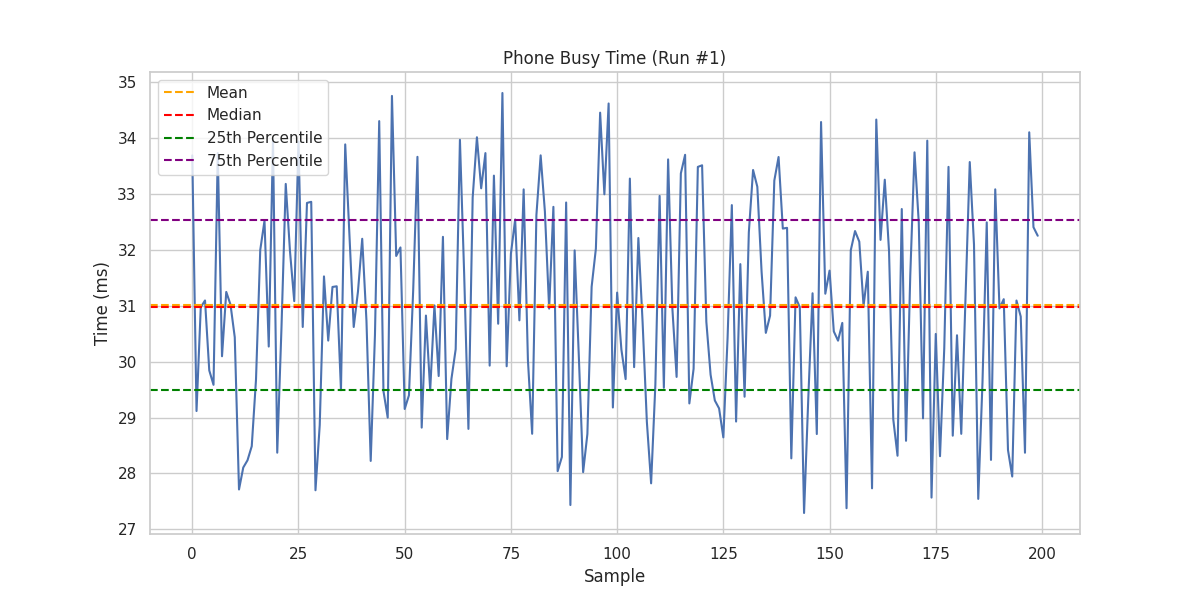 Phone Busy Time (Run #1)
Mean
Median
25th Percentile
75th Percentile
Time (ms)
35
34
33
32
31
30
29
28
27
0 25 50 75 100 125 150 175 200
Sample